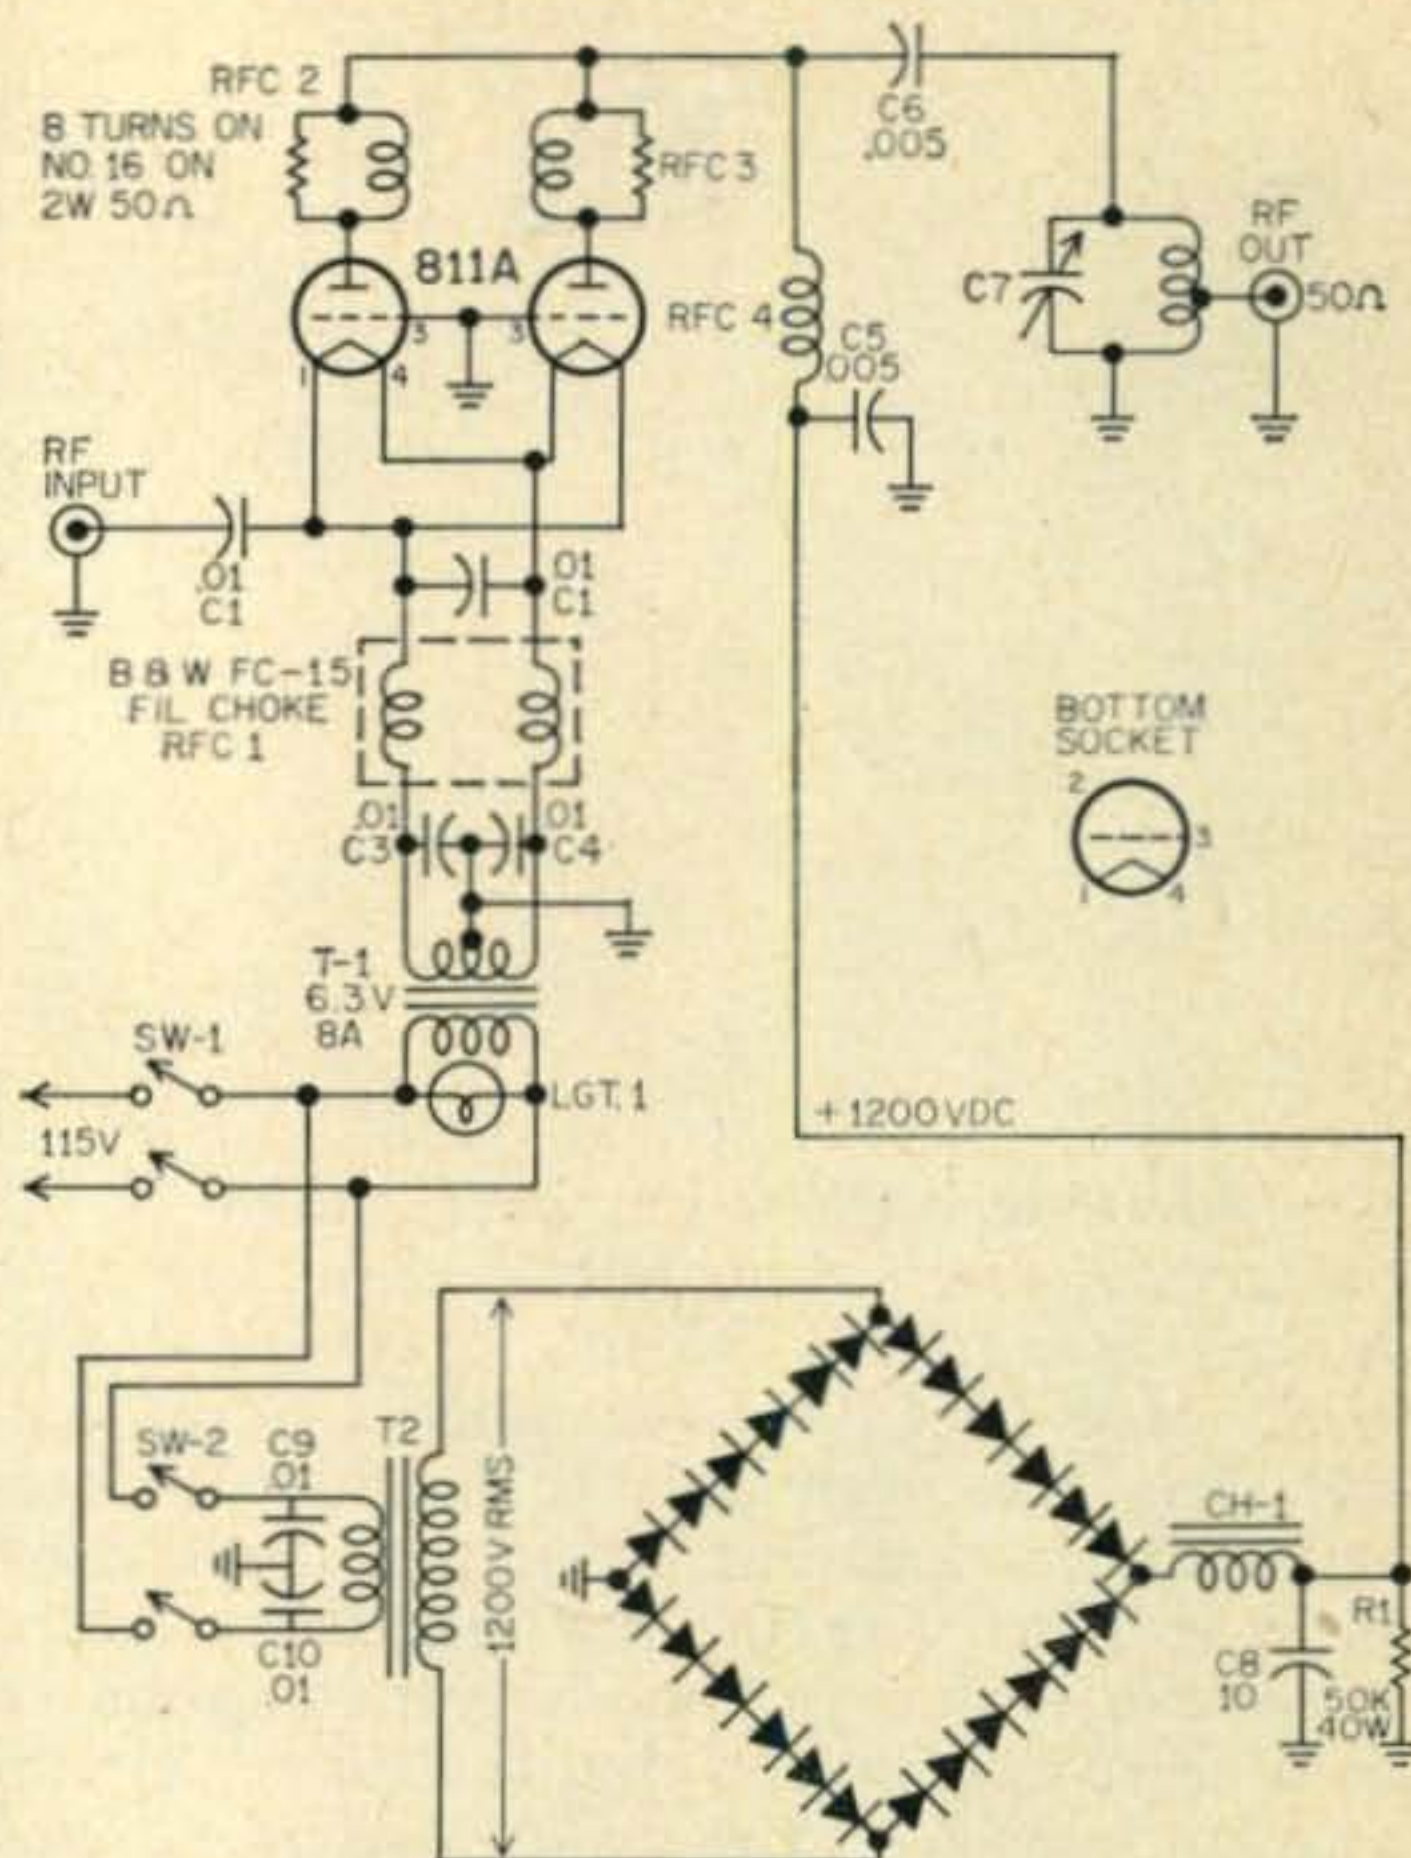 RFC 2
8 TURNS ON
NO. 16 ON
2W 50Ω
RFC 3
811A
3
3
1
4
C6
.005
RFC 4
C5
.005
C7
RF
OUT
50Ω
RF
INPUT
.01
C1
.01
C1
B & W FC-15
FIL CHOKE
RFC 1
.01
C3
.01
C4
BOTTOM
SOCKET
2
3
1
4
T-1
6.3V
8A
SW-1
LGT. 1
115V
+1200VDC
SW-2
C9
.01
T2
1200V RMS
C10
.01
CH-1
R1
C8
10
50K
40W